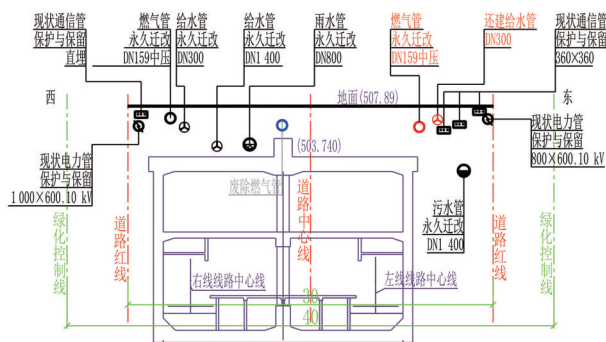 现状通信管
保护与保留
直埋
燃气管
永久迁改
DN159中压
给水管
永久迁改
DN300
给水管
永久迁改
DN1 400
雨水管
永久迁改
DN800
燃气管
永久迁改
DN159中压
还建给水管
DN300
现状通信管
保护与保留
360×360
西
地面(507.89)
东
(503.740)
现状电力管
保护与保留
1 000×600.10 kV
现状电力管
保护与保留
800×600.10 kV
废除燃气管
污水管
永久迁改
DN1 400
绿化控制线
道路红线
道路中心线
道路红线
绿化控制线
右线线路中心线
左线线路中心线
30
40